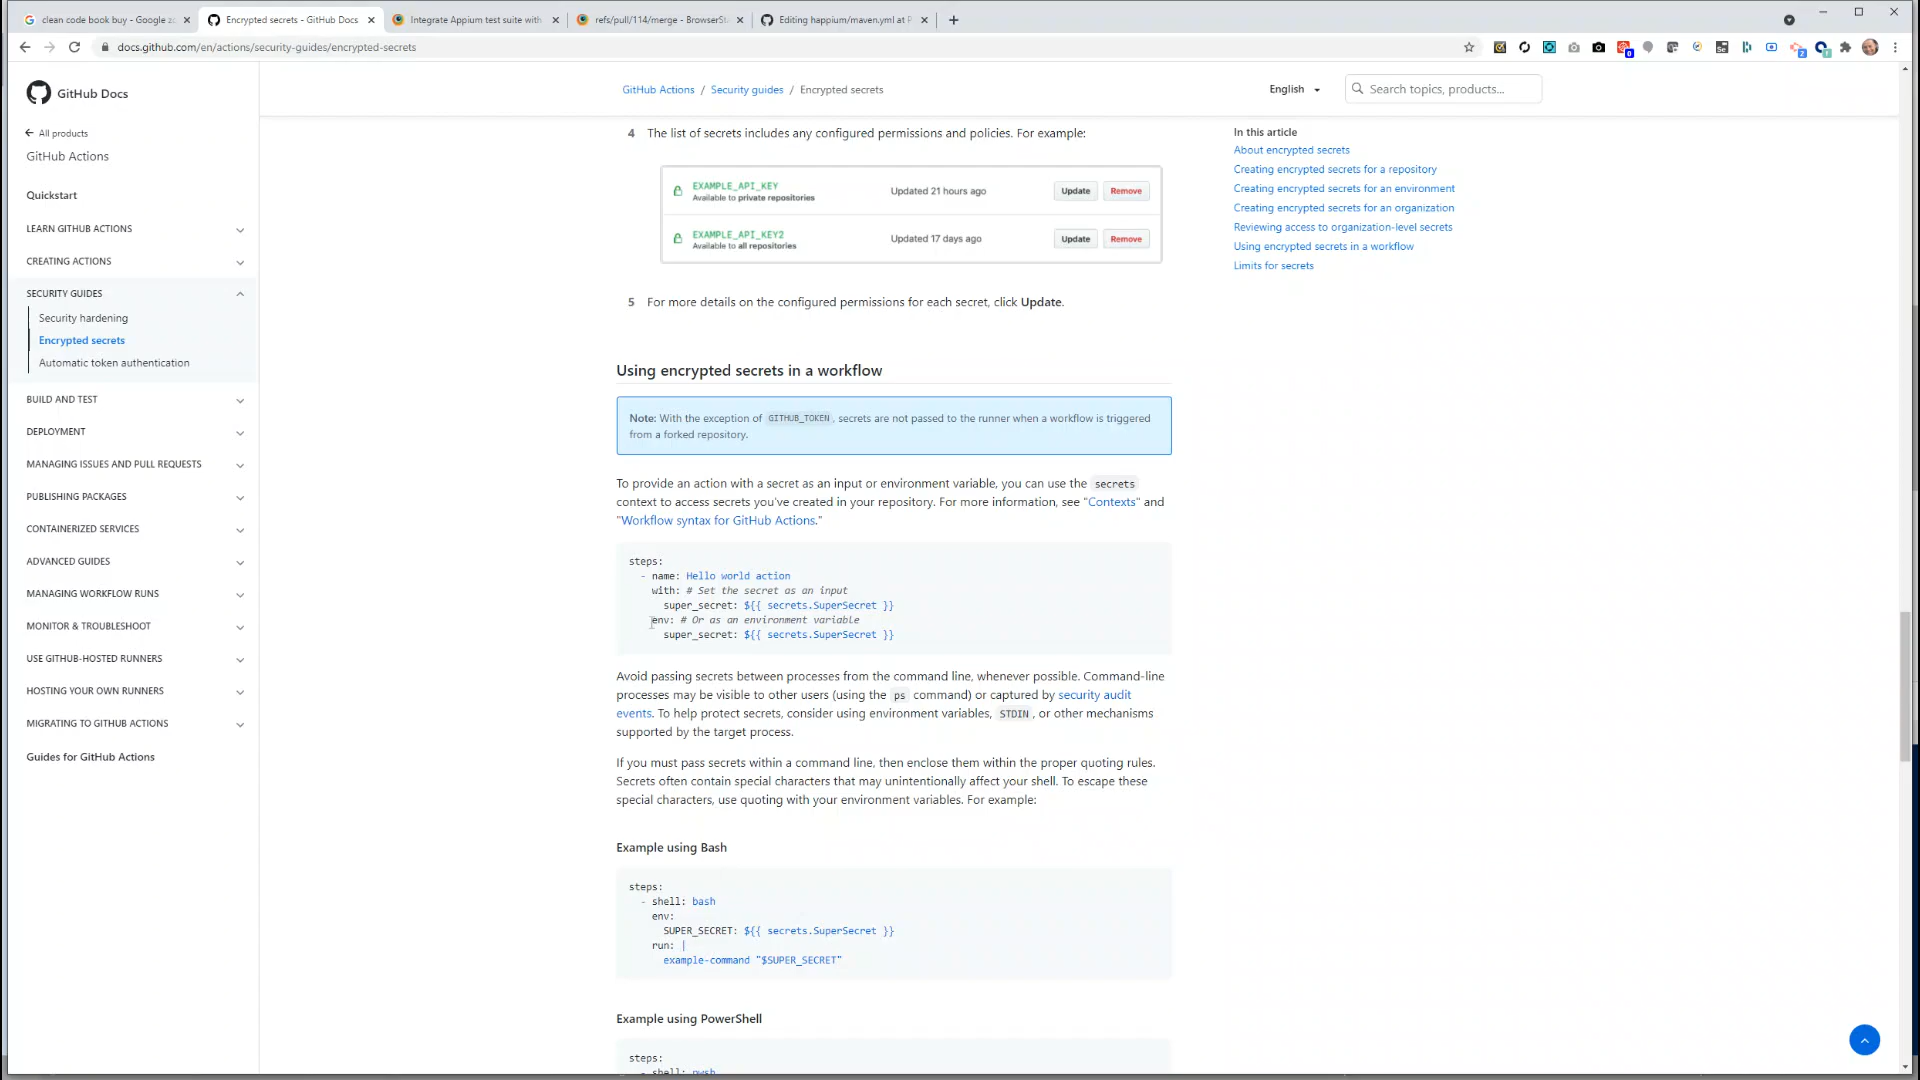 clean code book buy - Google
Encrypted secrets - GitHub Docs
Integrate Appium test suite with
refs/pull/114/merge - BrowserSt
Editing happium/maven.yml at
docs.github.com/en/actions/security-guides/encrypted-secrets
GitHub Docs
All products
GitHub Actions
Quickstart
LEARN GITHUB ACTIONS
CREATING ACTIONS
SECURITY GUIDES
Security hardening
Encrypted secrets
Automatic token authentication
BUILD AND TEST
DEPLOYMENT
MANAGING ISSUES AND PULL REQUESTS
PUBLISHING PACKAGES
CONTAINERIZED SERVICES
ADVANCED GUIDES
MANAGING WORKFLOW RUNS
MONITOR & TROUBLESHOOT
USE GITHUB-HOSTED RUNNERS
HOSTING YOUR OWN RUNNERS
MIGRATING TO GITHUB ACTIONS
Guides for GitHub Actions
GitHub Actions / Security guides / Encrypted secrets
English
Search topics, products...
4 The list of secrets includes any configured permissions and policies. For example:
EXAMPLE_API_KEY
Available to private repositories
Updated 21 hours ago
Update
Remove
EXAMPLE_API_KEY2
Available to all repositories
Updated 17 days ago
Update
Remove
5 For more details on the configured permissions for each secret, click Update.
Using encrypted secrets in a workflow
Note: With the exception of GITHUB_TOKEN, secrets are not passed to the runner when a workflow is triggered
from a forked repository.
To provide an action with a secret as an input or environment variable, you can use the secrets
context to access secrets you've created in your repository. For more information, see "Contexts" and
"Workflow syntax for GitHub Actions."
steps:
- name: Hello world action
with: # Set the secret as an input
super_secret: ${{ secrets.SuperSecret }}
env: # Or as an environment variable
super_secret: ${{ secrets.SuperSecret }}
Avoid passing secrets between processes from the command line, whenever possible. Command-line
processes may be visible to other users (using the ps command) or captured by security audit
events. To help protect secrets, consider using environment variables, STDIN, or other mechanisms
supported by the target process.
If you must pass secrets within a command line, then enclose them within the proper quoting rules.
Secrets often contain special characters that may unintentionally affect your shell. To escape these
special characters, use quoting with your environment variables. For example:
Example using Bash
steps:
- shell: bash
env:
SUPER_SECRET: ${{ secrets.SuperSecret }}
run: |
example-command "$SUPER_SECRET"
Example using PowerShell
steps:
- shell: pwsh
In this article
About encrypted secrets
Creating encrypted secrets for a repository
Creating encrypted secrets for an environment
Creating encrypted secrets for an organization
Reviewing access to organization-level secrets
Using encrypted secrets in a workflow
Limits for secrets